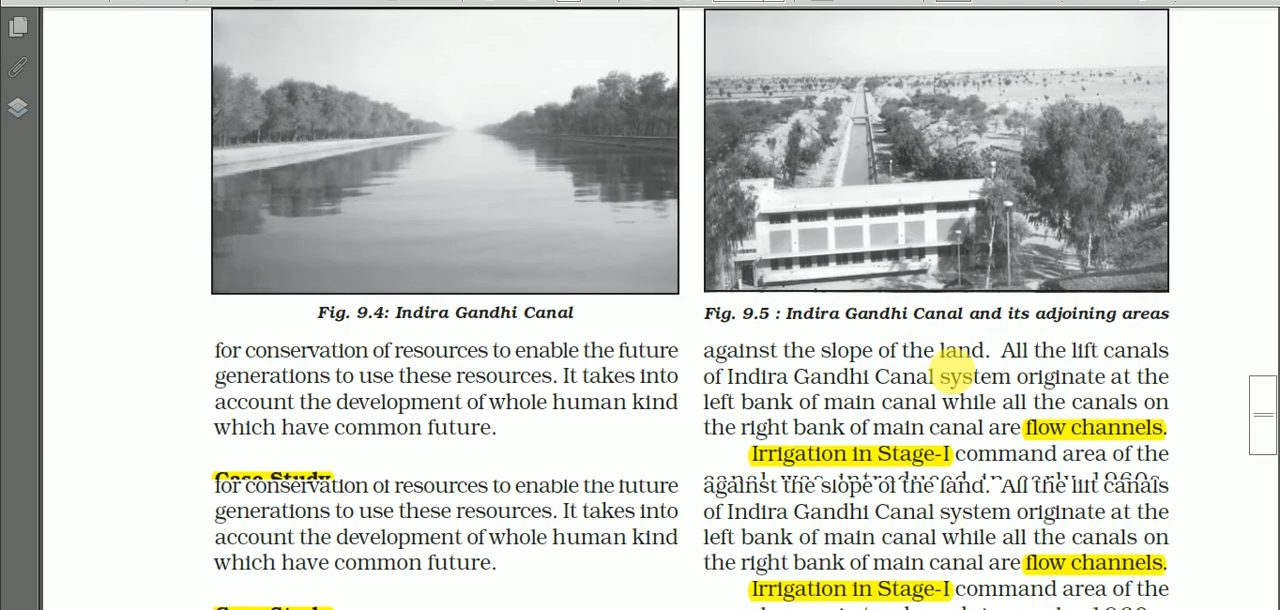 Fig. 9.4: Indira Gandhi Canal
for conservation of resources to enable the future
generations to use these resources. It takes into
account the development of whole human kind
which have common future.
Case Study
for conservation of resources to enable the future
generations to use these resources. It takes into
account the development of whole human kind
which have common future.
Fig. 9.5 : Indira Gandhi Canal and its adjoining areas
against the slope of the land. All the lift canals
of Indira Gandhi Canal system originate at the
left bank of main canal while all the canals on
the right bank of main canal are flow channels.
Irrigation in Stage-I command area of the
canal was introduced in early 1960s
against the slope of the land. All the lift canals
of Indira Gandhi Canal system originate at the
left bank of main canal while all the canals on
the right bank of main canal are flow channels.
Irrigation in Stage-I command area of the